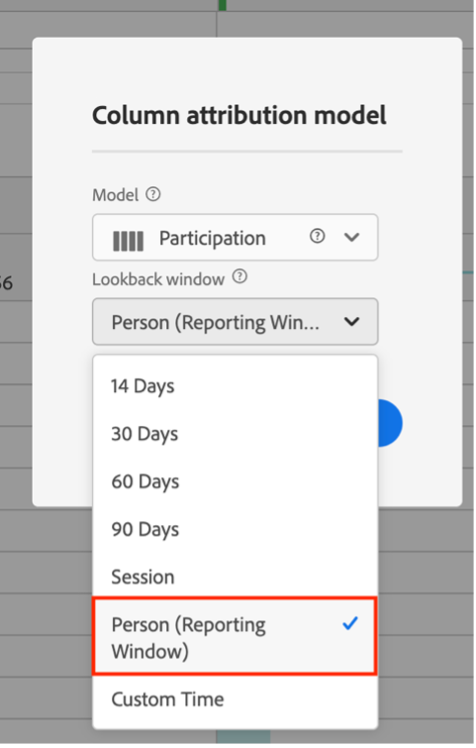 Column attribution model
Model ?
Participation ?
Lookback window ?
Person (Reporting Win...
14 Days
30 Days
60 Days
90 Days
Session
Person (Reporting
Window)
Custom Time